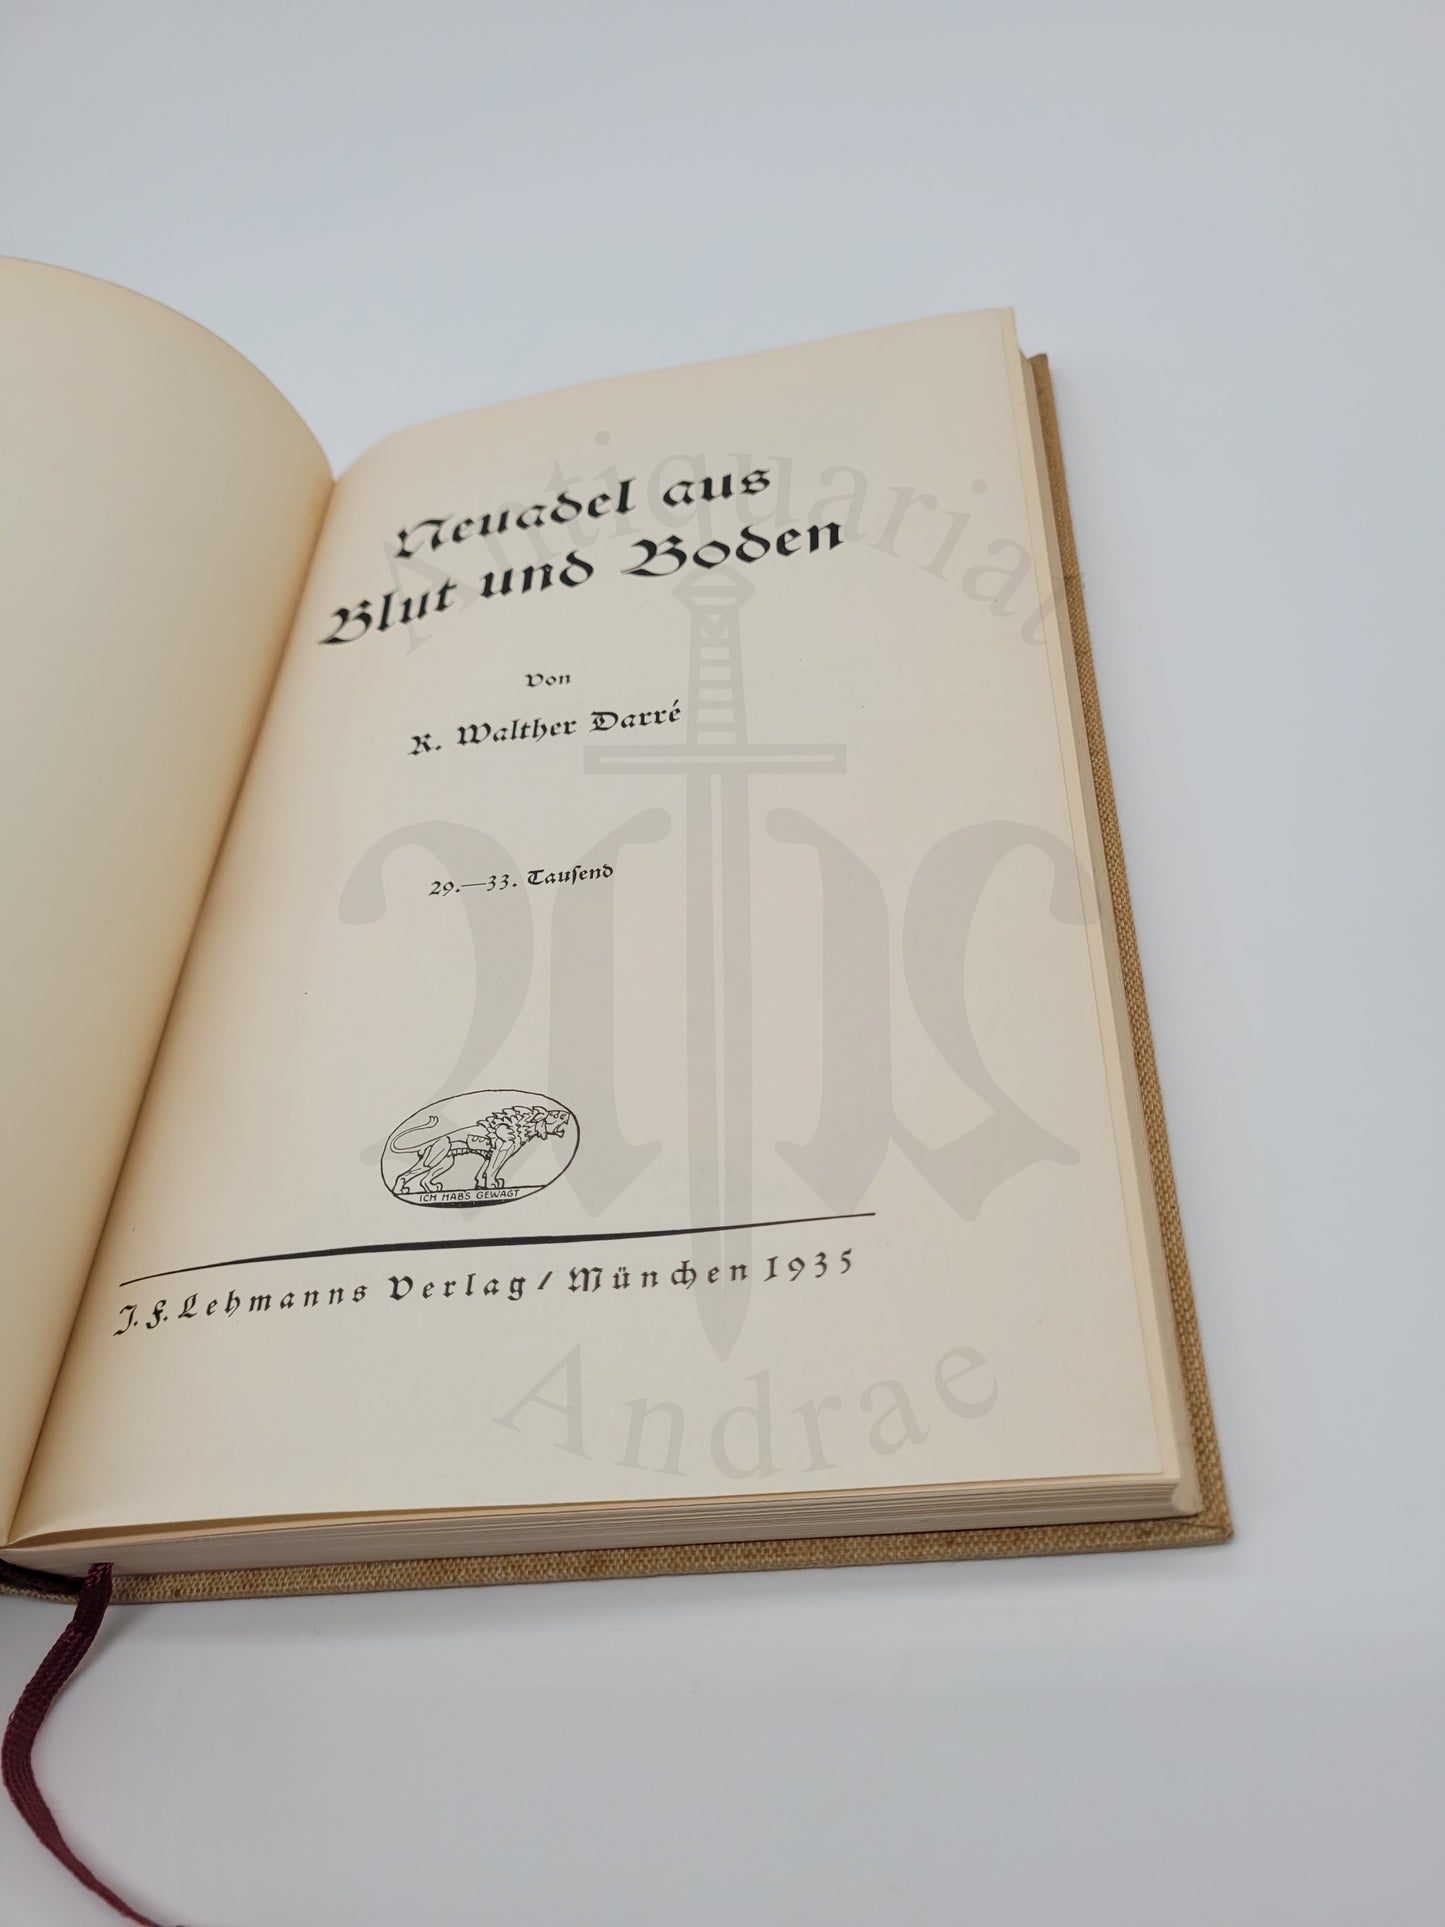 Neuadel aus
Blut und Boden
Von
R. Walther Darré
29.—33. Tauſend
ICH HAB'S GEWAGT
J. F. Lehmanns Verlag / München 1935
Antiquariat
Andrae